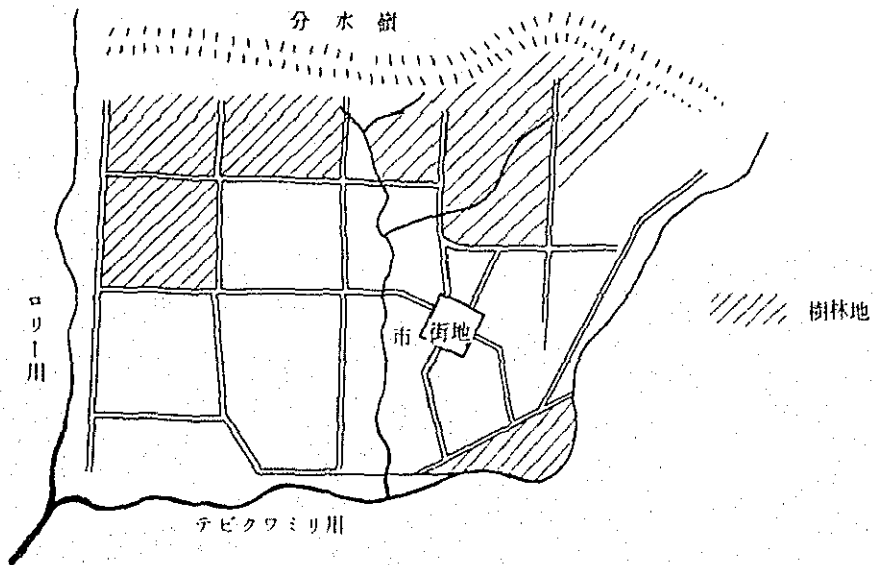 分水嶺
ロリー川
市街地
樹林地
テビクワミリ川